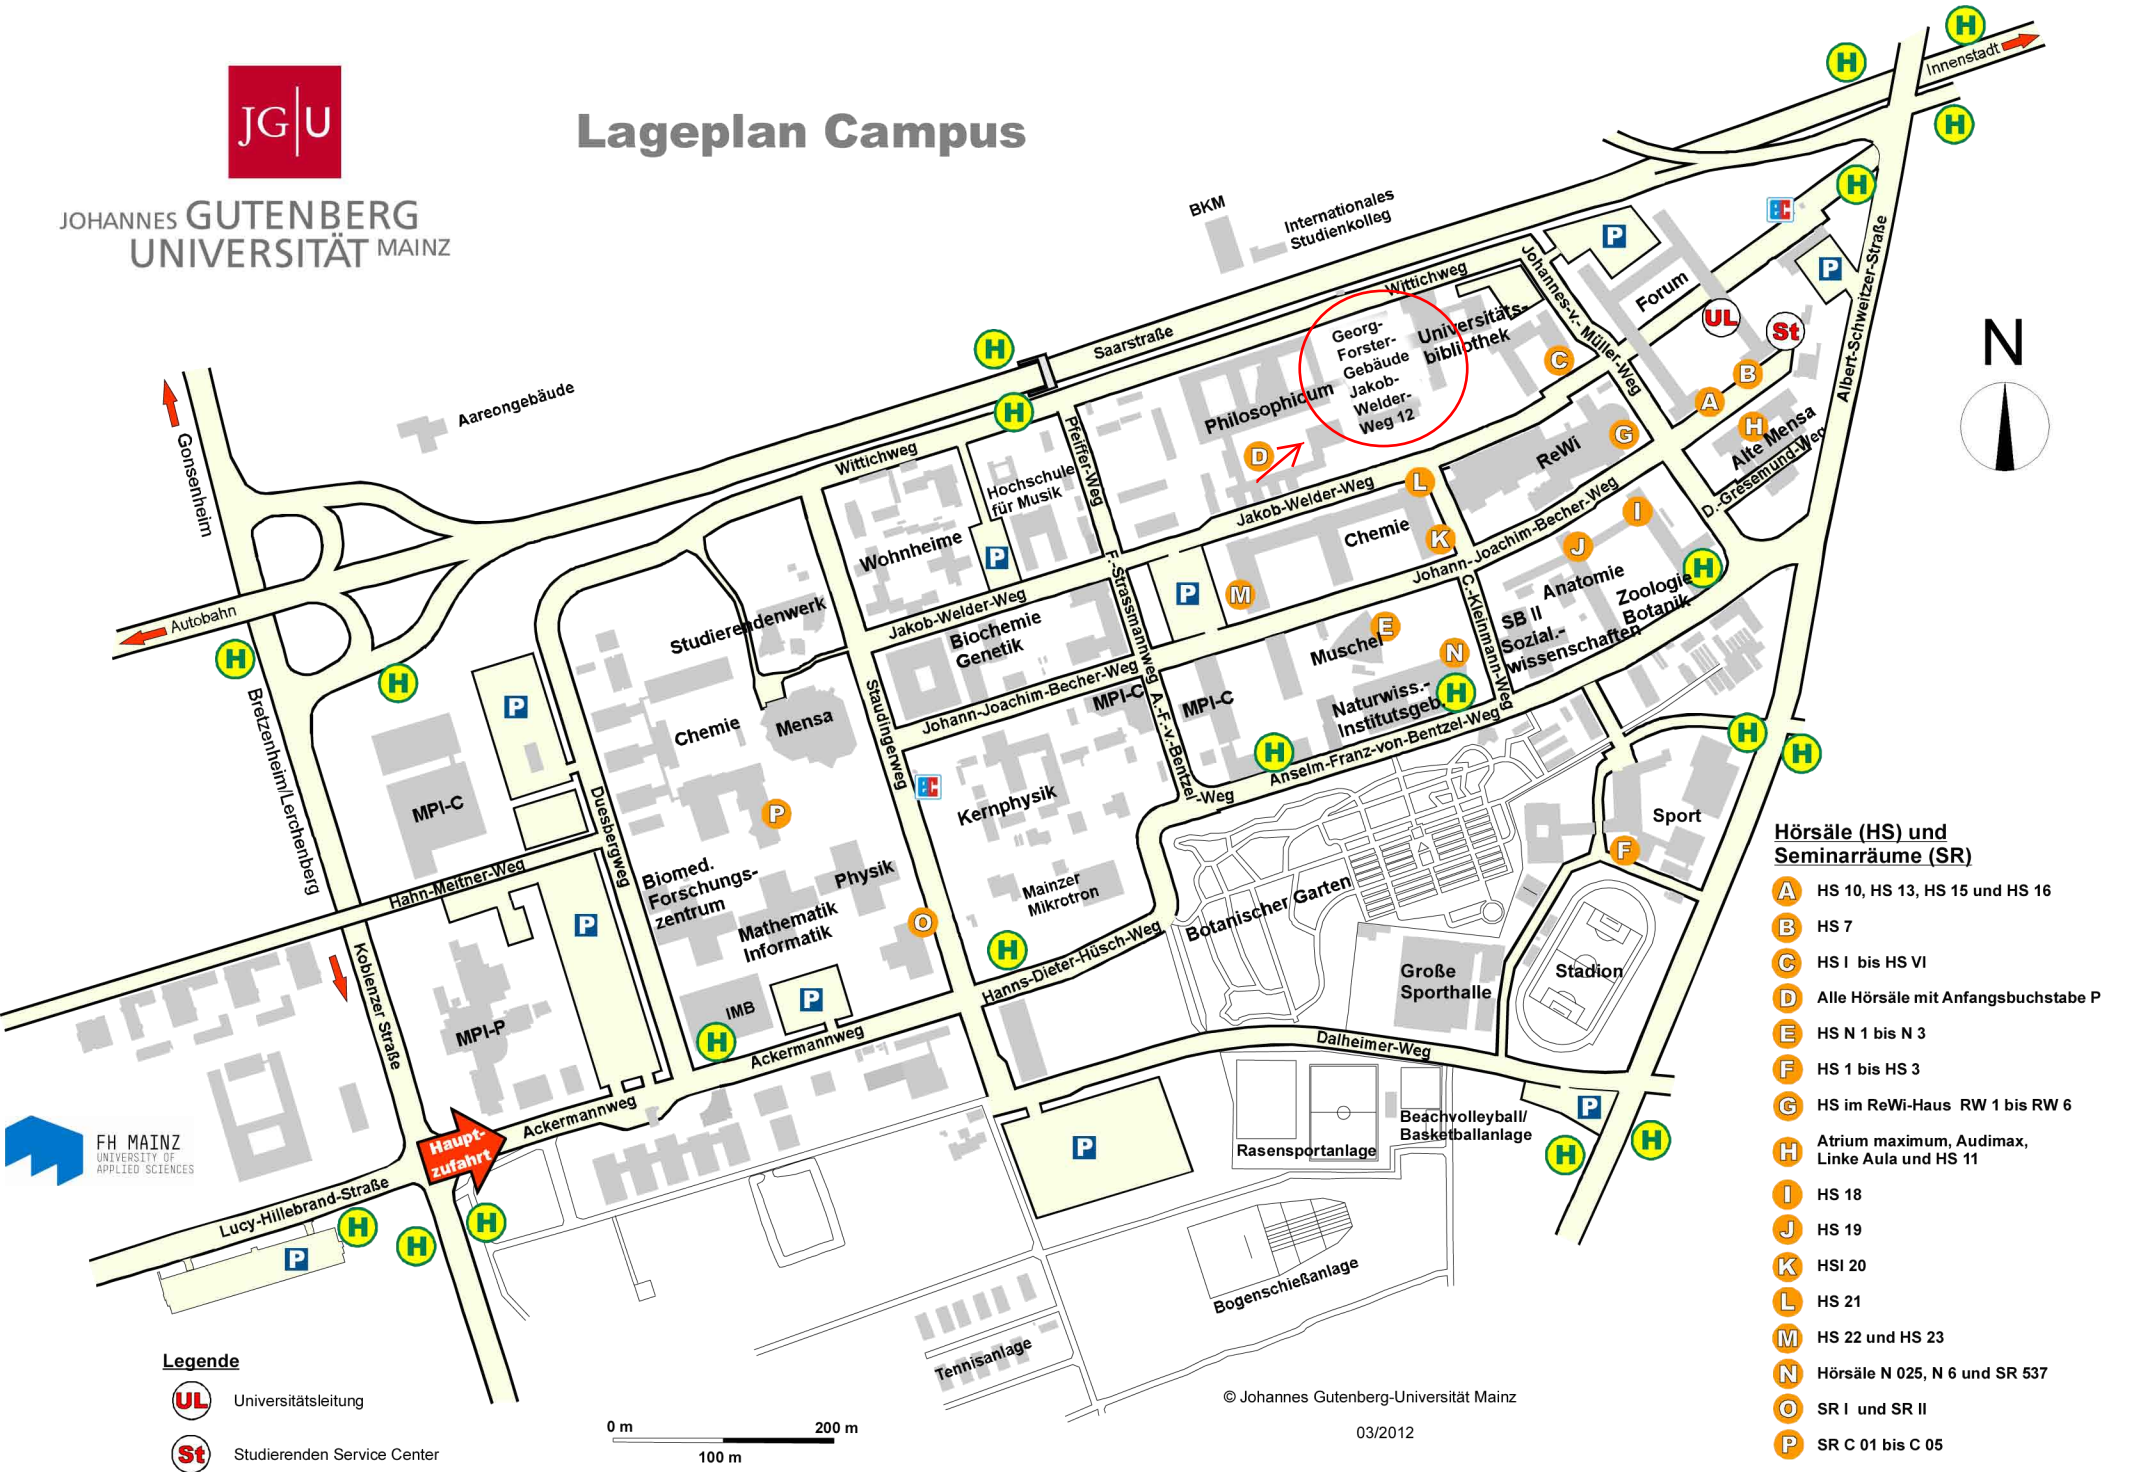 JG|U
JOHANNES GUTENBERG
UNIVERSITÄT MAINZ
Lageplan Campus
H
H
H
H
Innenstadt
BKM
Internationales
Studienkolleg
EC
P
P
Forum
UL
St
Albert-Schweitzer-Straße
N
Johannes-v.- Müller-Weg
Wittichweg
Saarstraße
Universitäts-
bibliothek
Georg-
Forster-
Gebäude
Jakob-
Welder-
Weg 12
Philosophicum
C
B
A
H
Alte Mensa
D.-Gresemund-Weg
ReWi
G
D
L
K
I
J
M
H
H
Aareongebäude
Gonsenheim
Wittichweg
Pfeiffer-Weg
Hochschule
für Musik
Wohnheime
P
Jakob-Welder-Weg
Chemie
Johann-Joachim-Becher-Weg
Anatomie
Zoologie
Botanik
H
SB II
Sozial.-
wissenschaften
C.-Kleinmann-Weg
F.-Strassmannweg
P
Autobahn
H
H
Studierendenwerk
Jakob-Welder-Weg
Biochemie
Genetik
Muschel
E
N
H
Naturwiss.-
Institutsgeb.
Johann-Joachim-Becher-Weg
MPI-C
MPI-C
A.-F.-v.-Bentzel
-Weg
Anselm-Franz-von-Bentzel-Weg
H
Bretzenheim/Lerchenberg
P
MPI-C
Chemie
Mensa
Staudingerweg
EC
Kernphysik
P
Duesbergweg
Hahn-Meitner-Weg
Biomed.
Forschungs-
zentrum
Physik
Mathematik
Informatik
Mainzer
Mikrotron
O
H
Hanns-Dieter-Hüsch-Weg
Botanischer Garten
Sport
F
H
H
Große
Sporthalle
Stadion
P
Koblenzer Straße
MPI-P
IMB
H
P
Ackermannweg
Dalheimer-Weg
Ackermannweg
Haupt-
zufahrt
FH MAINZ
UNIVERSITY OF
APPLIED SCIENCES
Lucy-Hillebrand-Straße
H
H
H
P
P
Rasensportanlage
Beachvolleyball/
Basketballanlage
P
H
H
Bogenschießanlage
Tennisanlage
Hörsäle (HS) und
Seminarräume (SR)
A HS 10, HS 13, HS 15 und HS 16
B HS 7
C HS I bis HS VI
D Alle Hörsäle mit Anfangsbuchstabe P
E HS N 1 bis N 3
F HS 1 bis HS 3
G HS im ReWi-Haus RW 1 bis RW 6
H Atrium maximum, Audimax,
Linke Aula und HS 11
I HS 18
J HS 19
K HSI 20
L HS 21
M HS 22 und HS 23
N Hörsäle N 025, N 6 und SR 537
O SR I und SR II
P SR C 01 bis C 05
Legende
UL Universitätsleitung
St Studierenden Service Center
0 m 200 m
100 m
© Johannes Gutenberg-Universität Mainz
03/2012